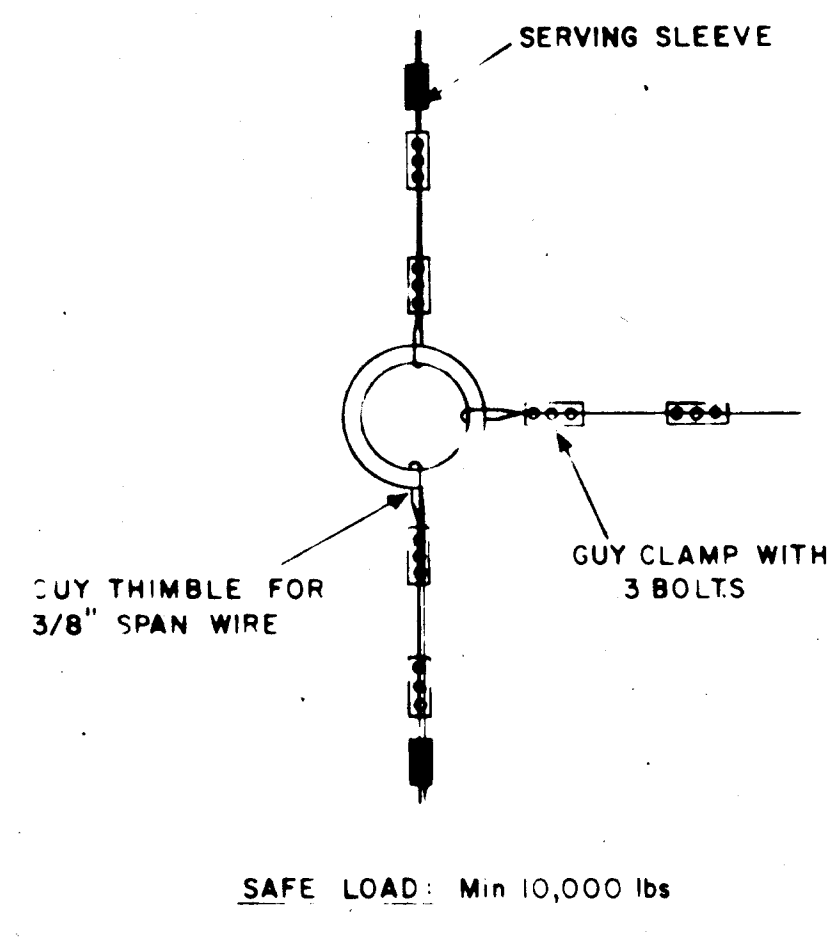 SERVING SLEEVE
GUY CLAMP WITH
3 BOLTS
GUY THIMBLE FOR
3/8" SPAN WIRE
SAFE LOAD: Min 10,000 lbs